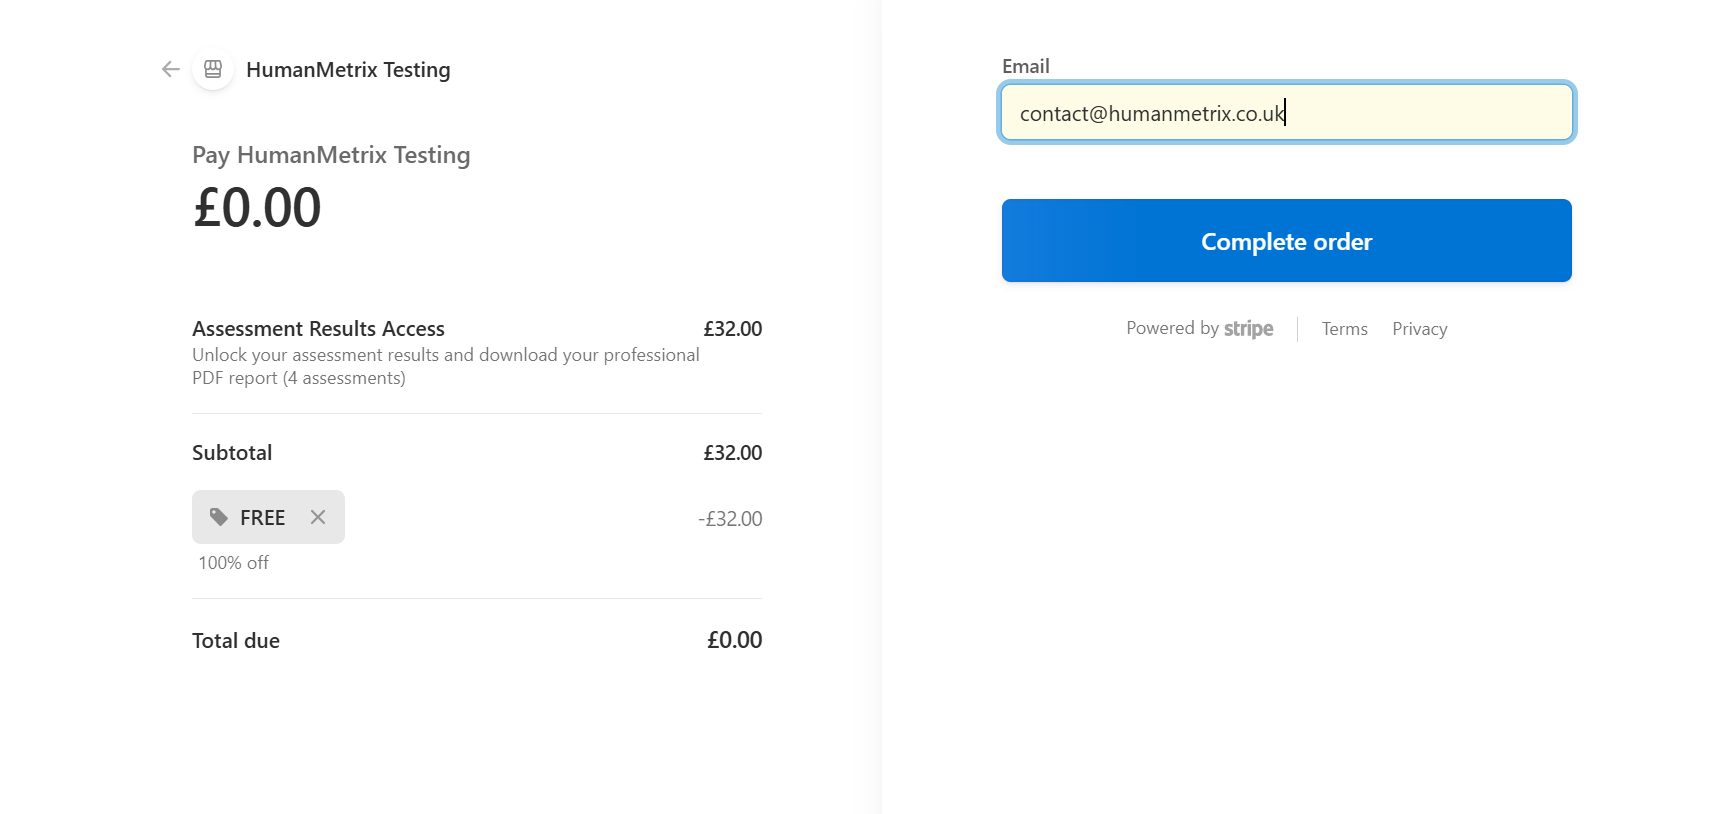 HumanMetrix Testing
Pay HumanMetrix Testing
£0.00
Assessment Results Access £32.00
Unlock your assessment results and download your professional
PDF report (4 assessments)
Subtotal £32.00
FREE -£32.00
100% off
Total due £0.00
Email
contact@humanmetrix.co.uk
Complete order
Powered by stripe Terms Privacy